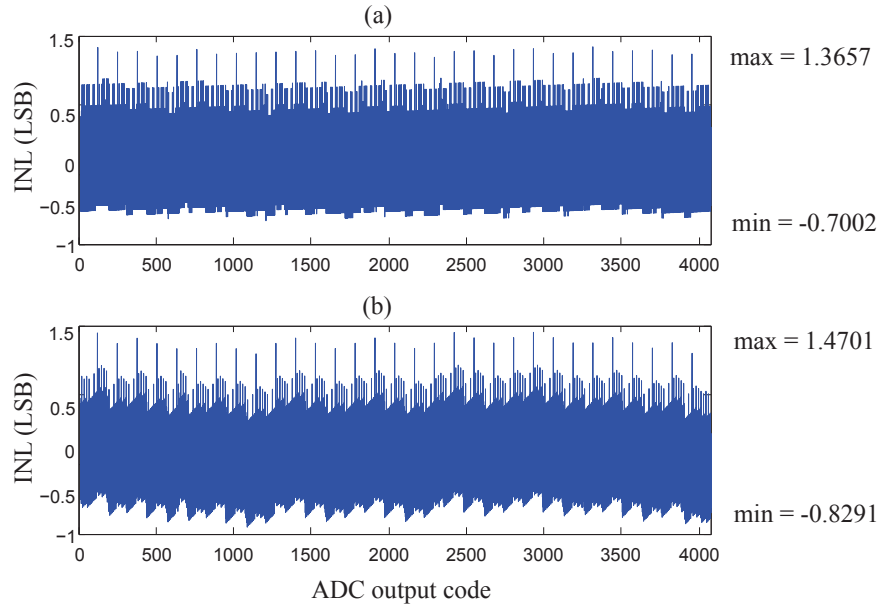 (a)
1.5
0.5
0
−0.5
−1
INL (LSB)
0 500 1000 1500 2000 2500 3000 3500 4000
max = 1.3657
min = -0.7002
(b)
1.5
0.5
0
−0.5
−1
INL (LSB)
0 500 1000 1500 2000 2500 3000 3500 4000
max = 1.4701
min = -0.8291
ADC output code